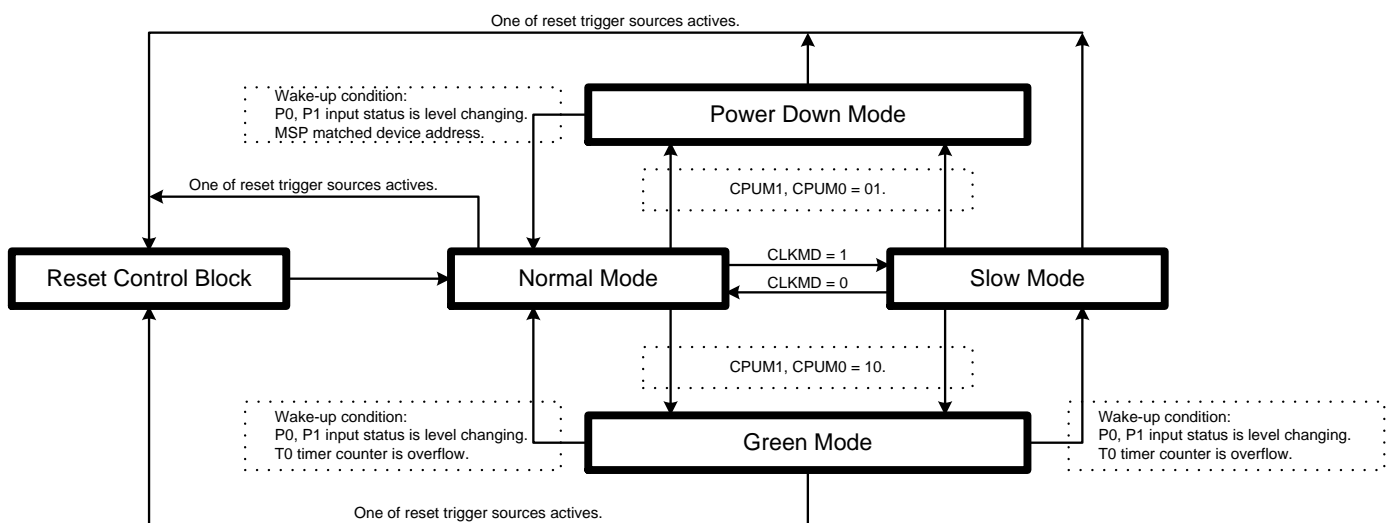 One of reset trigger sources actives.
Wake-up condition:
P0, P1 input status is level changing.
MSP matched device address.
Power Down Mode
One of reset trigger sources actives.
CPUM1, CPUM0 = 01.
Reset Control Block
Normal Mode
CLKMD = 1
CLKMD = 0
Slow Mode
CPUM1, CPUM0 = 10.
Wake-up condition:
P0, P1 input status is level changing.
T0 timer counter is overflow.
Green Mode
Wake-up condition:
P0, P1 input status is level changing.
T0 timer counter is overflow.
One of reset trigger sources actives.